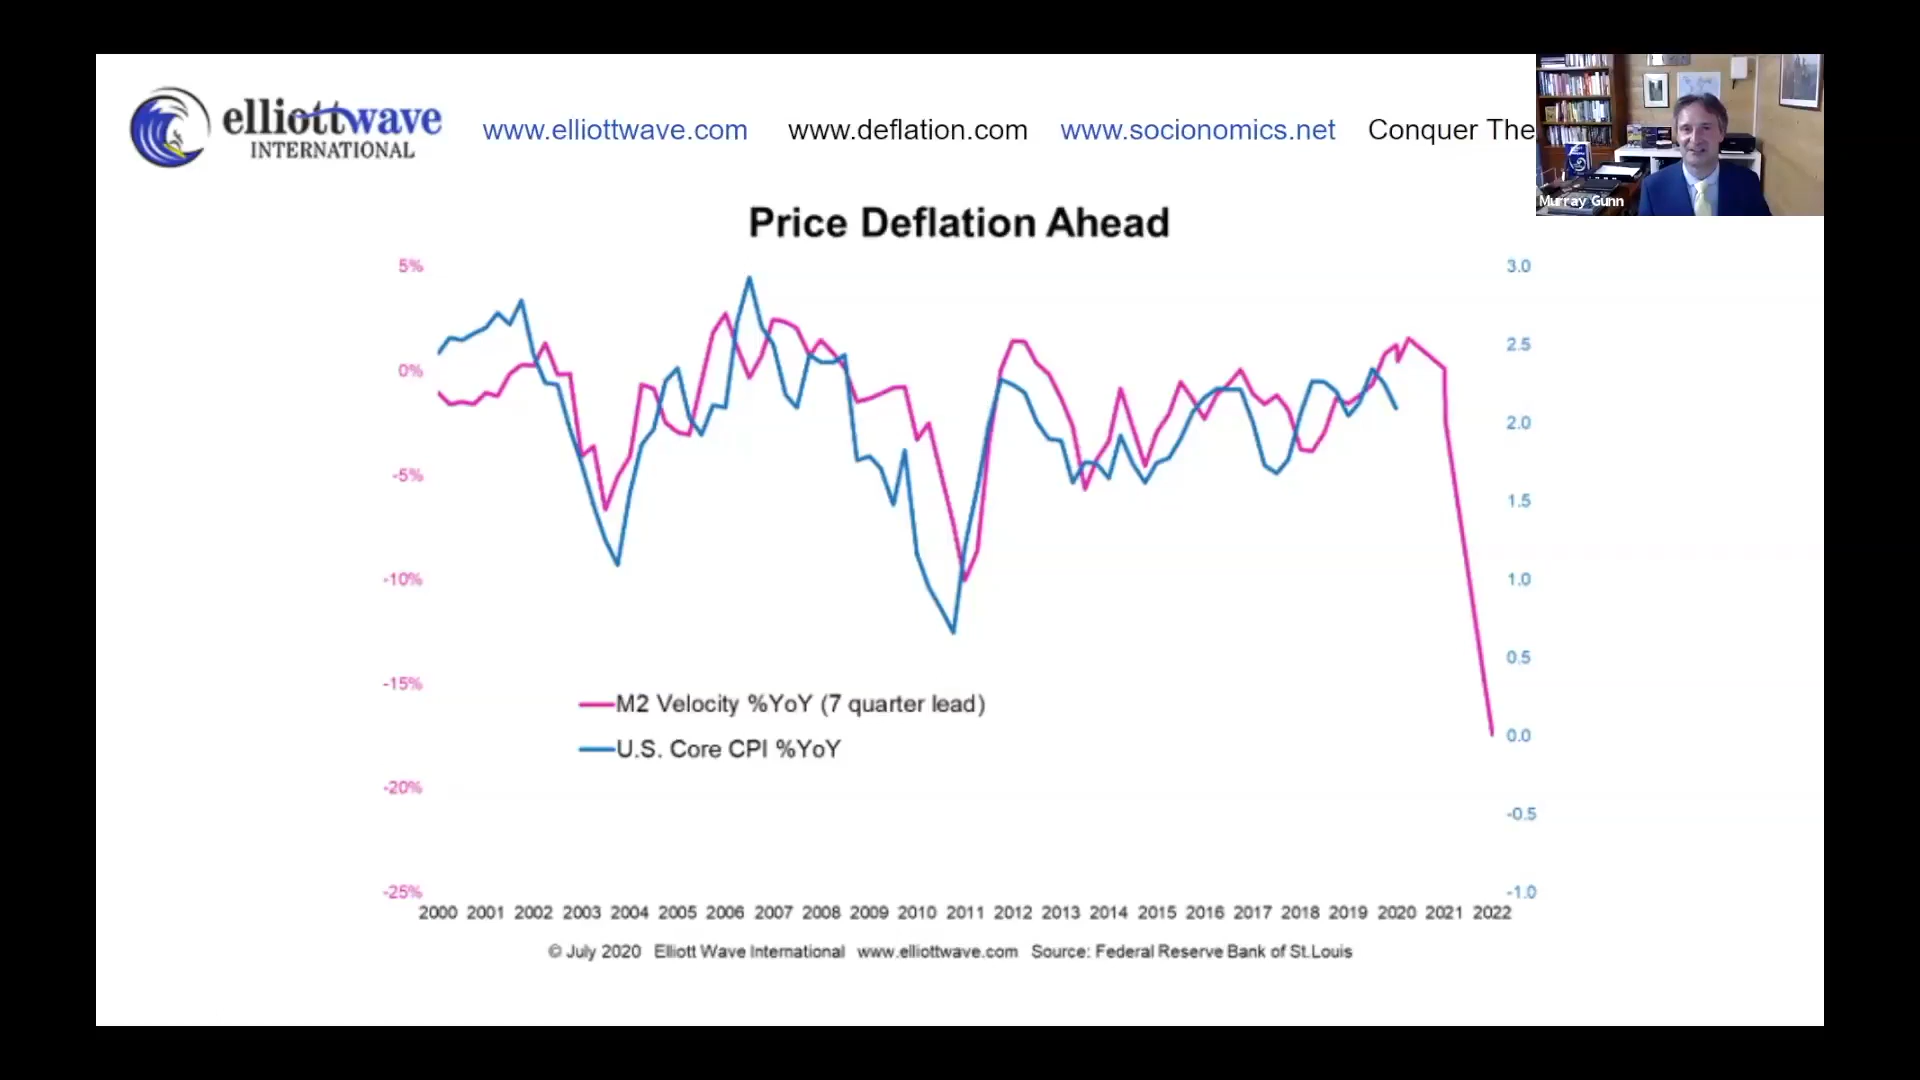 elliottwave
INTERNATIONAL
www.elliottwave.com www.deflation.com www.socionomics.net Conquer The
Murray Gunn
Price Deflation Ahead
5%
0%
-5%
-10%
-15%
-20%
-25%
3.0
2.5
2.0
1.5
1.0
0.5
0.0
-0.5
-1.0
M2 Velocity %YoY (7 quarter lead)
U.S. Core CPI %YoY
2000 2001 2002 2003 2004 2005 2006 2007 2008 2009 2010 2011 2012 2013 2014 2015 2016 2017 2018 2019 2020 2021 2022
© July 2020 Elliott Wave International www.elliottwave.com Source: Federal Reserve Bank of St.Louis